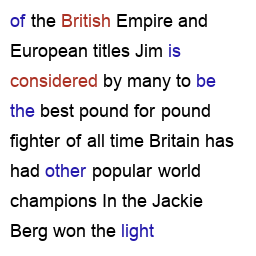 of the British Empire and
European titles Jim is
considered by many to be
the best pound for pound
fighter of all time Britain has
had other popular world
champions In the Jackie
Berg won the light